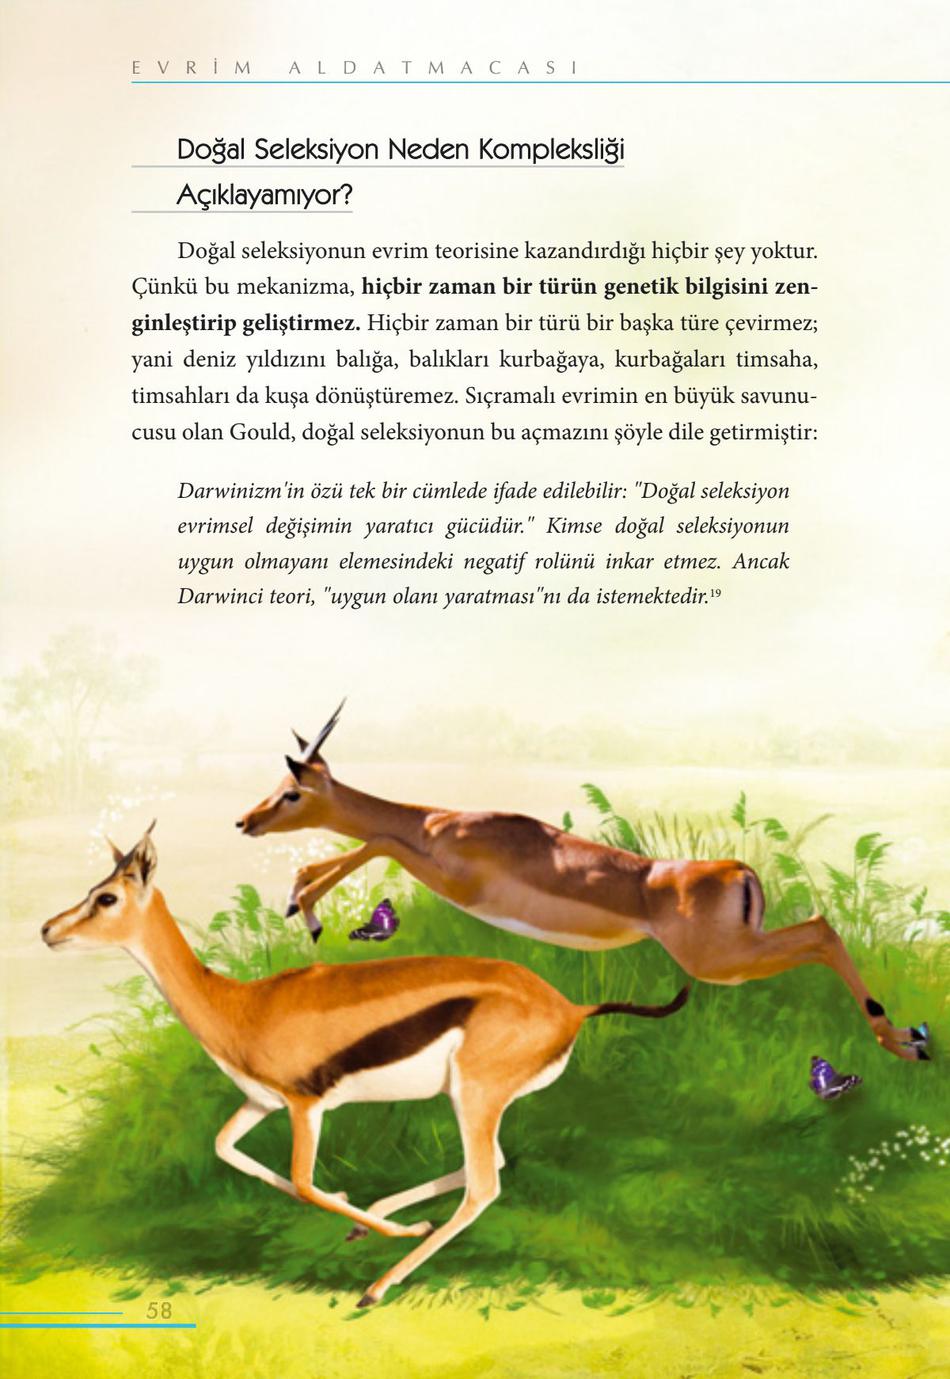 EVRİM ALDATMACASI
Doğal Seleksiyon Neden Kompleksliği
Açıklayamıyor?
Doğal seleksiyonun evrim teorisine kazandırdığı hiçbir şey yoktur.
Çünkü bu mekanizma, hiçbir zaman bir türün genetik bilgisini zen-
ginleştirip geliştirmez. Hiçbir zaman bir türü bir başka türe çevirmez;
yani deniz yıldızını balığa, balıkları kurbağaya, kurbağaları timsaha,
timsahları da kuşa dönüştüremez. Sıçramalı evrimin en büyük savunu-
cusu olan Gould, doğal seleksiyonun bu açmazını şöyle dile getirmiştir:
Darwinizm'in özü tek bir cümlede ifade edilebilir: "Doğal seleksiyon
evrimsel değişimin yaratıcı gücüdür." Kimse doğal seleksiyonun
uygun olmayanı elemesindeki negatif rolünü inkar etmez. Ancak
Darwinci teori, "uygun olanı yaratması"nı da istemektedir.19
58